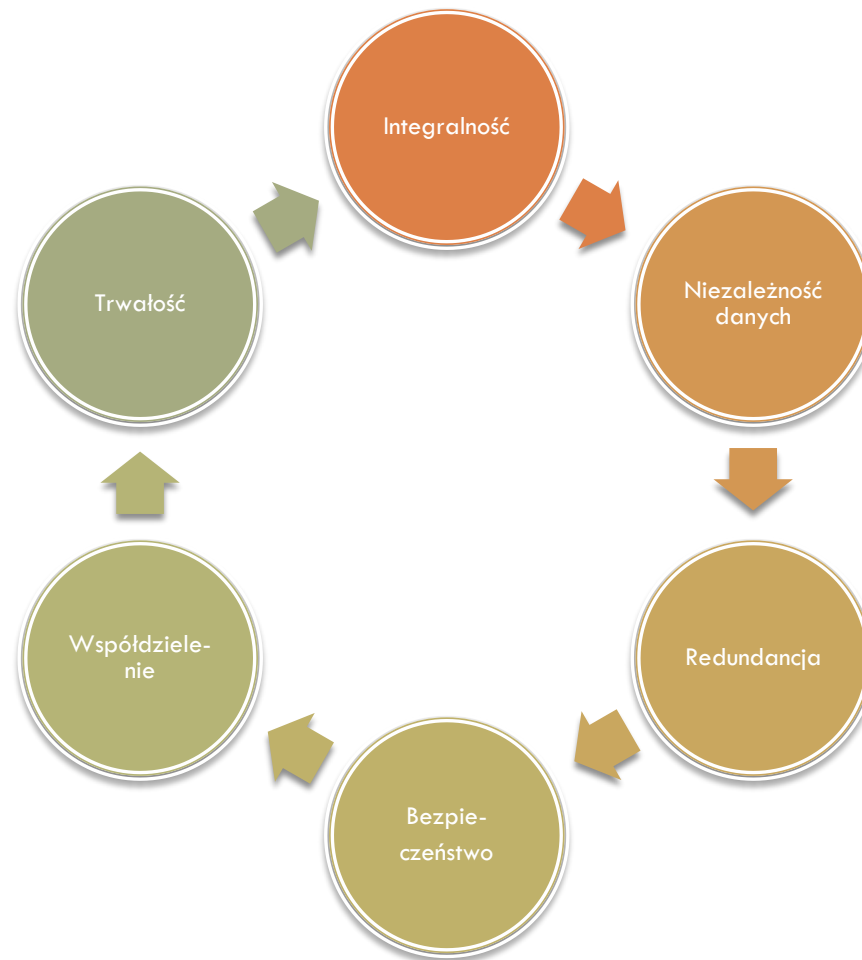 Integralność
Niezależność
danych
Redundancja
Bezpie-
czeństwo
Współdziele-
nie
Trwałość